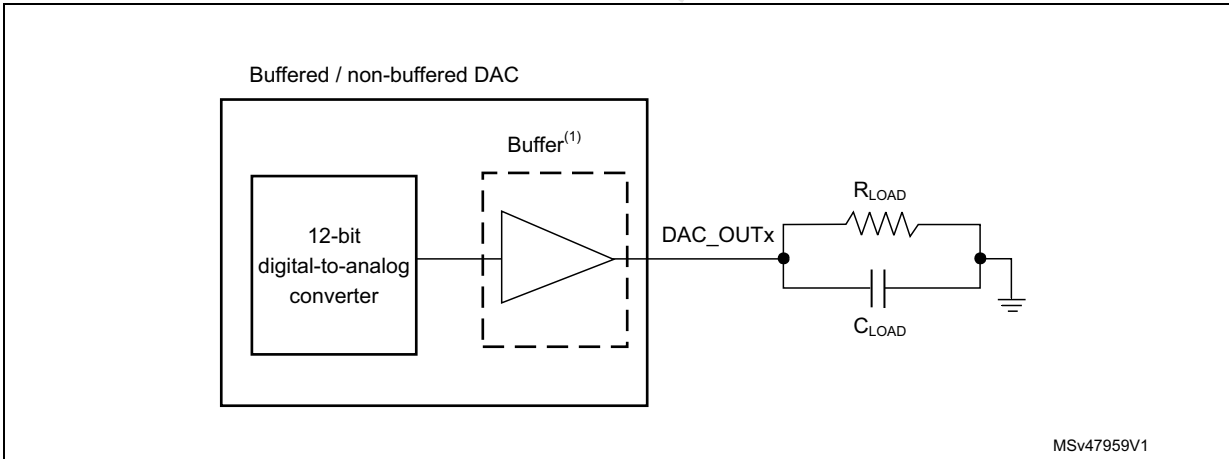 Buffered / non-buffered DAC
Buffer(1)
12-bit
digital-to-analog
converter
DAC_OUTx
RLOAD
CLOAD
MSv47959V1